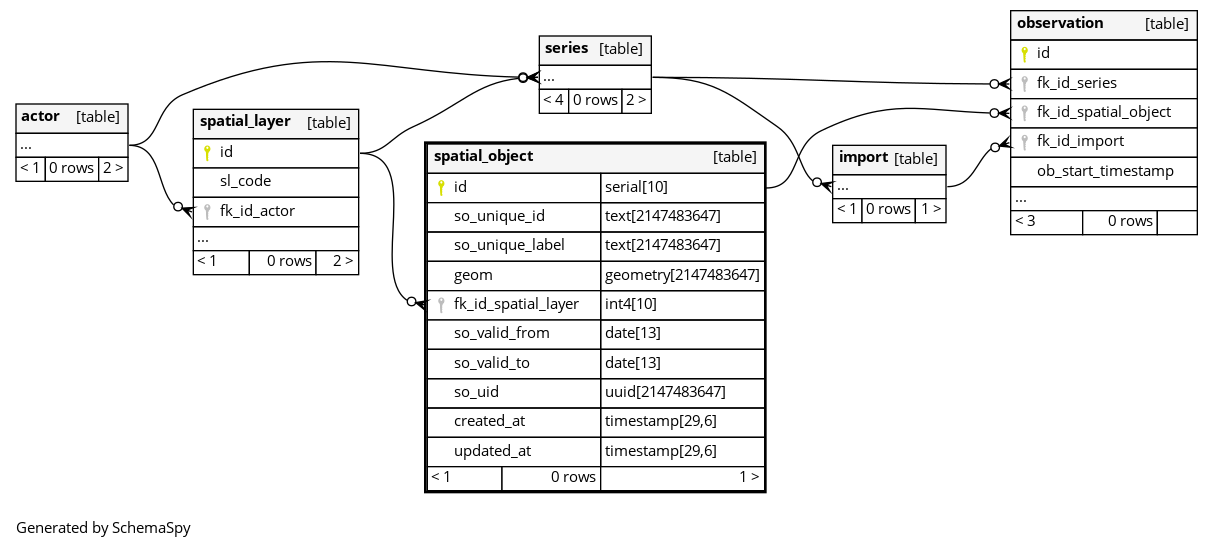 actor [table]
...
< 1 0 rows 2 >
spatial_layer [table]
id
sl_code
fk_id_actor
...
< 1 0 rows 2 >
series [table]
...
< 4 0 rows 2 >
spatial_object [table]
id serial[10]
so_unique_id text[2147483647]
so_unique_label text[2147483647]
geom geometry[2147483647]
fk_id_spatial_layer int4[10]
so_valid_from date[13]
so_valid_to date[13]
so_uid uuid[2147483647]
created_at timestamp[29,6]
updated_at timestamp[29,6]
< 1 0 rows 1 >
import [table]
...
< 1 0 rows 1 >
observation [table]
id
fk_id_series
fk_id_spatial_object
fk_id_import
ob_start_timestamp
...
< 3 0 rows
Generated by SchemaSpy